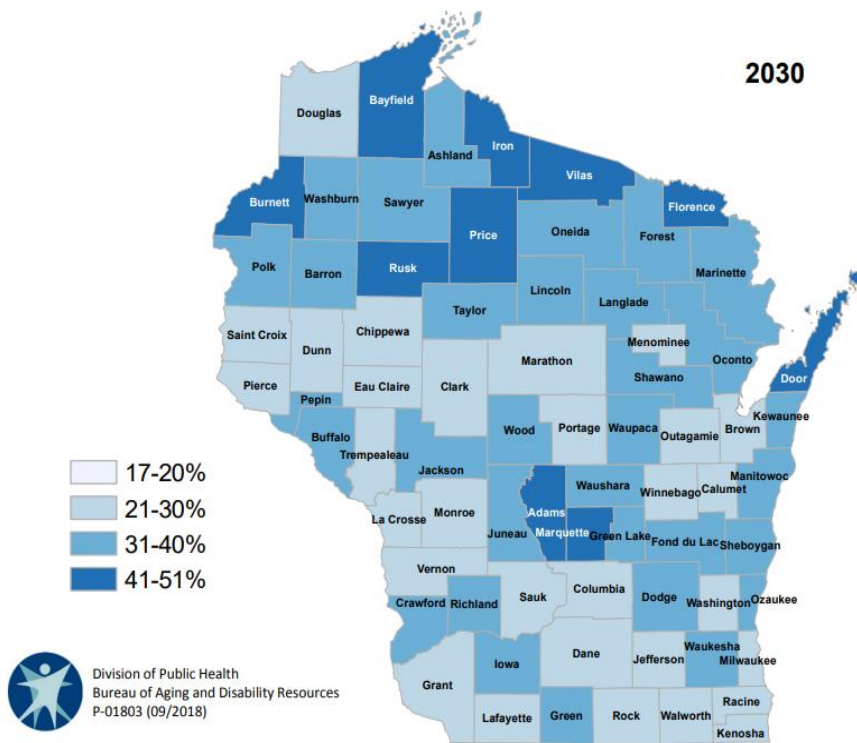 2030
Douglas
Bayfield
Ashland
Iron
Vilas
Florence
Burnett
Washburn
Sawyer
Price
Oneida
Forest
Marinette
Polk
Barron
Rusk
Taylor
Lincoln
Langlade
Oconto
Saint Croix
Dunn
Chippewa
Marathon
Menominee
Shawano
Door
Pierce
Pepin
Eau Claire
Clark
Buffalo
Trempealeau
Jackson
Wood
Portage
Waupaca
Outagamie
Brown
Kewaunee
17-20%
21-30%
31-40%
41-51%
La Crosse
Monroe
Juneau
Adams
Marquette
Waushara
Green Lake
Winnebago
Calumet
Manitowoc
Fond du Lac
Sheboygan
Vernon
Crawford
Richland
Sauk
Columbia
Dodge
Washington
Ozaukee
Grant
Iowa
Dane
Jefferson
Waukesha
Milwaukee
Lafayette
Green
Rock
Walworth
Racine
Kenosha
Division of Public Health
Bureau of Aging and Disability Resources
P-01803 (09/2018)